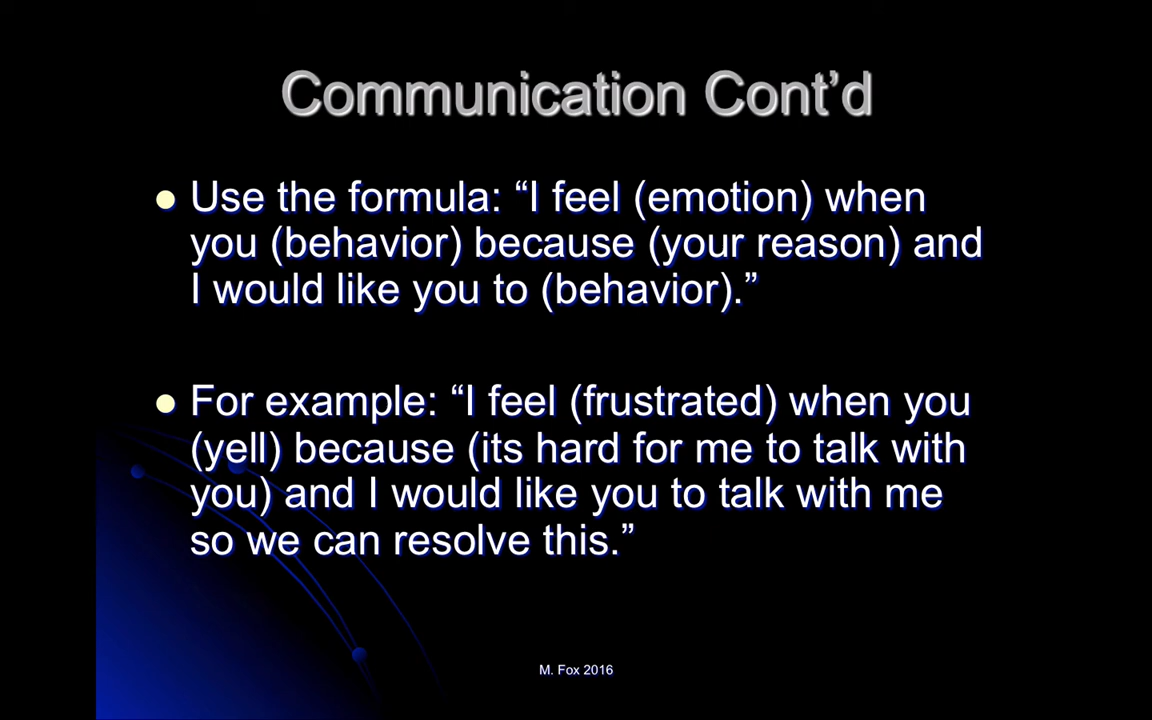 Communication Cont’d
Use the formula: “I feel (emotion) when
you (behavior) because (your reason) and
I would like you to (behavior).”
For example: “I feel (frustrated) when you
(yell) because (its hard for me to talk with
you) and I would like you to talk with me
so we can resolve this.”
M. Fox 2016